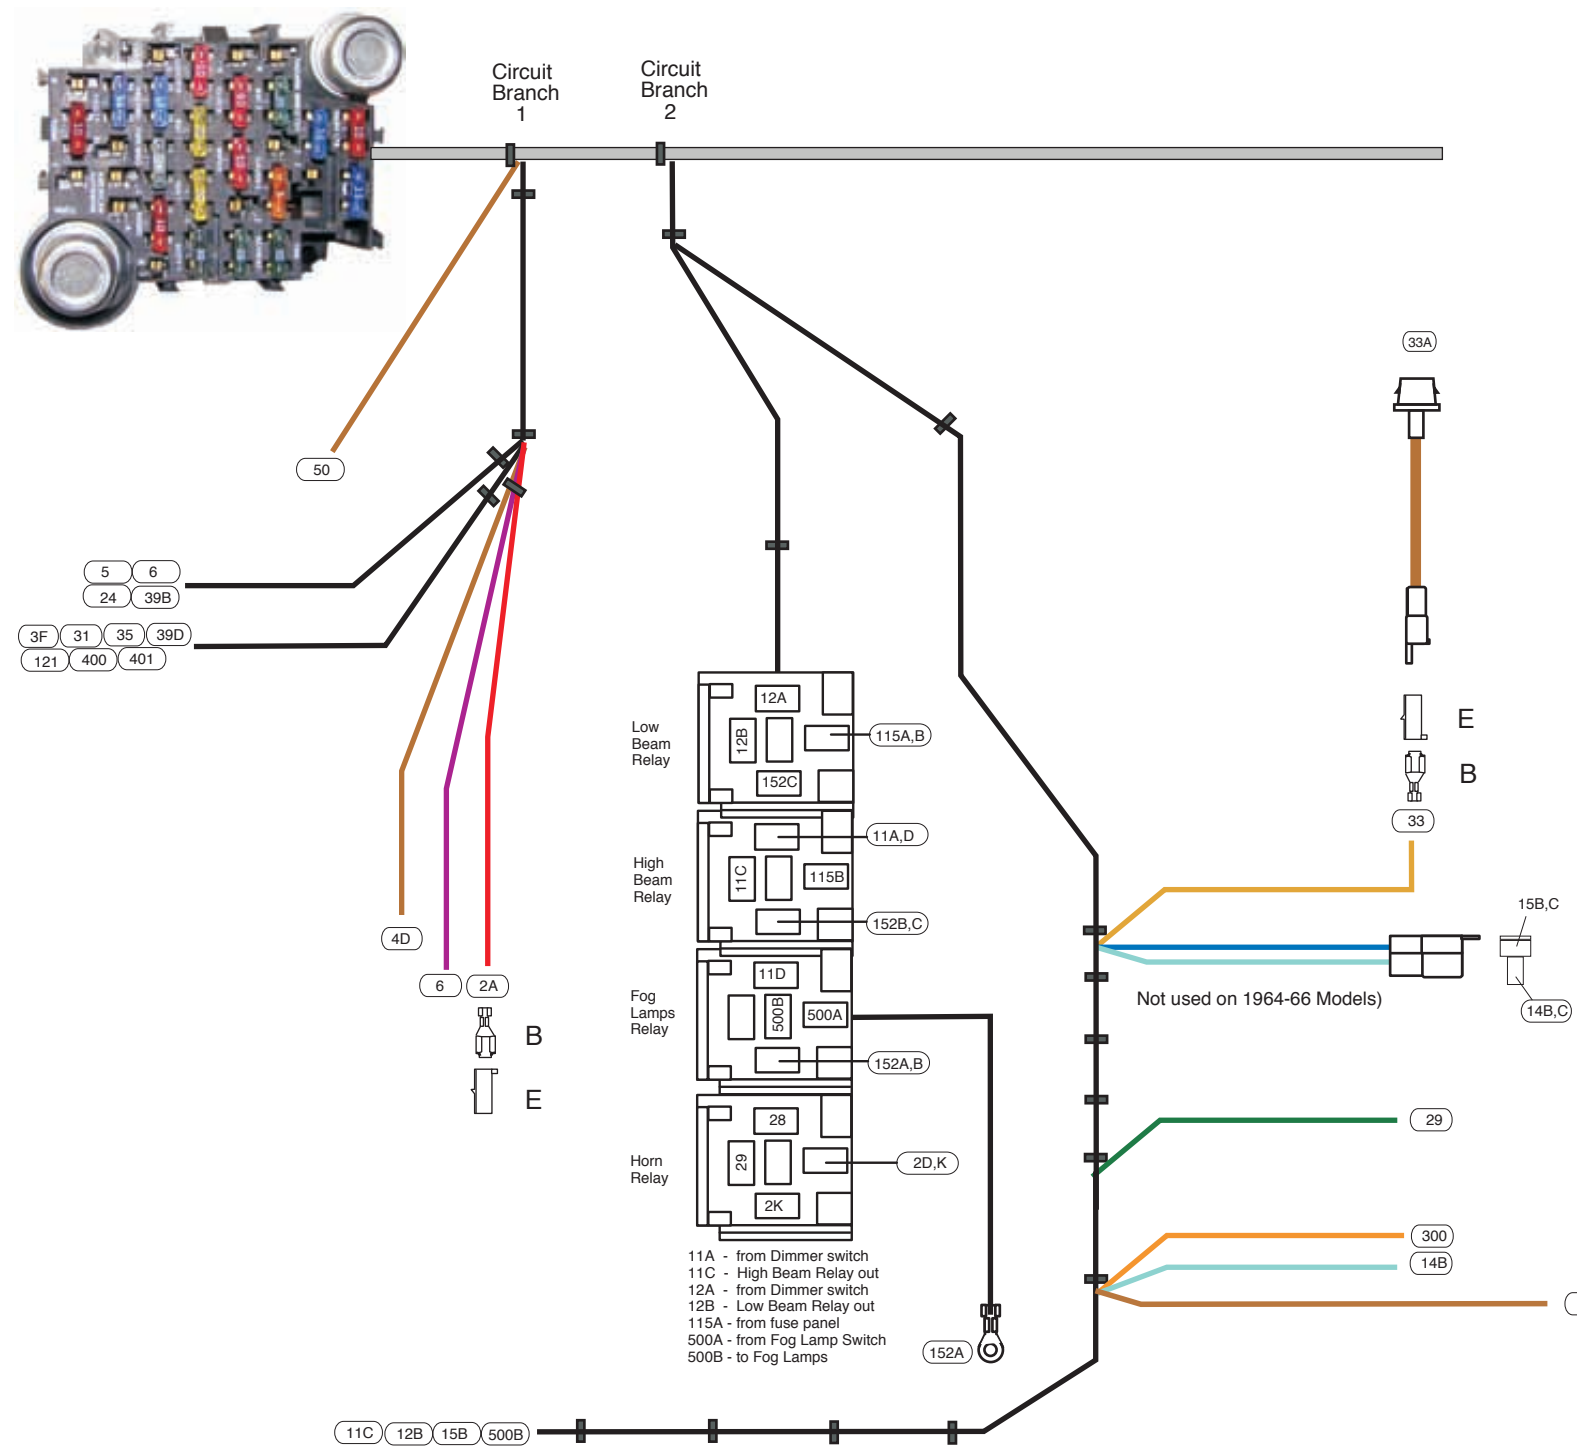 Circuit
Branch
1
Circuit
Branch
2
33A
50
5 6
24 39B
3F 31 35 39D
121 400 401
4D
6 2A
B
E
E
B
33
15B,C
14B,C
Not used on 1964-66 Models)
29
300
14B
Low
Beam
Relay
12A
12B
152C
115A,B
High
Beam
Relay
11A,D
11C
115B
152B,C
Fog
Lamps
Relay
11D
500B
500A
152A,B
Horn
Relay
28
29
2D,K
2K
11A - from Dimmer switch
11C - High Beam Relay out
12A - from Dimmer switch
12B - Low Beam Relay out
115A - from fuse panel
500A - from Fog Lamp Switch
500B - to Fog Lamps
152A
11C 12B 15B 500B